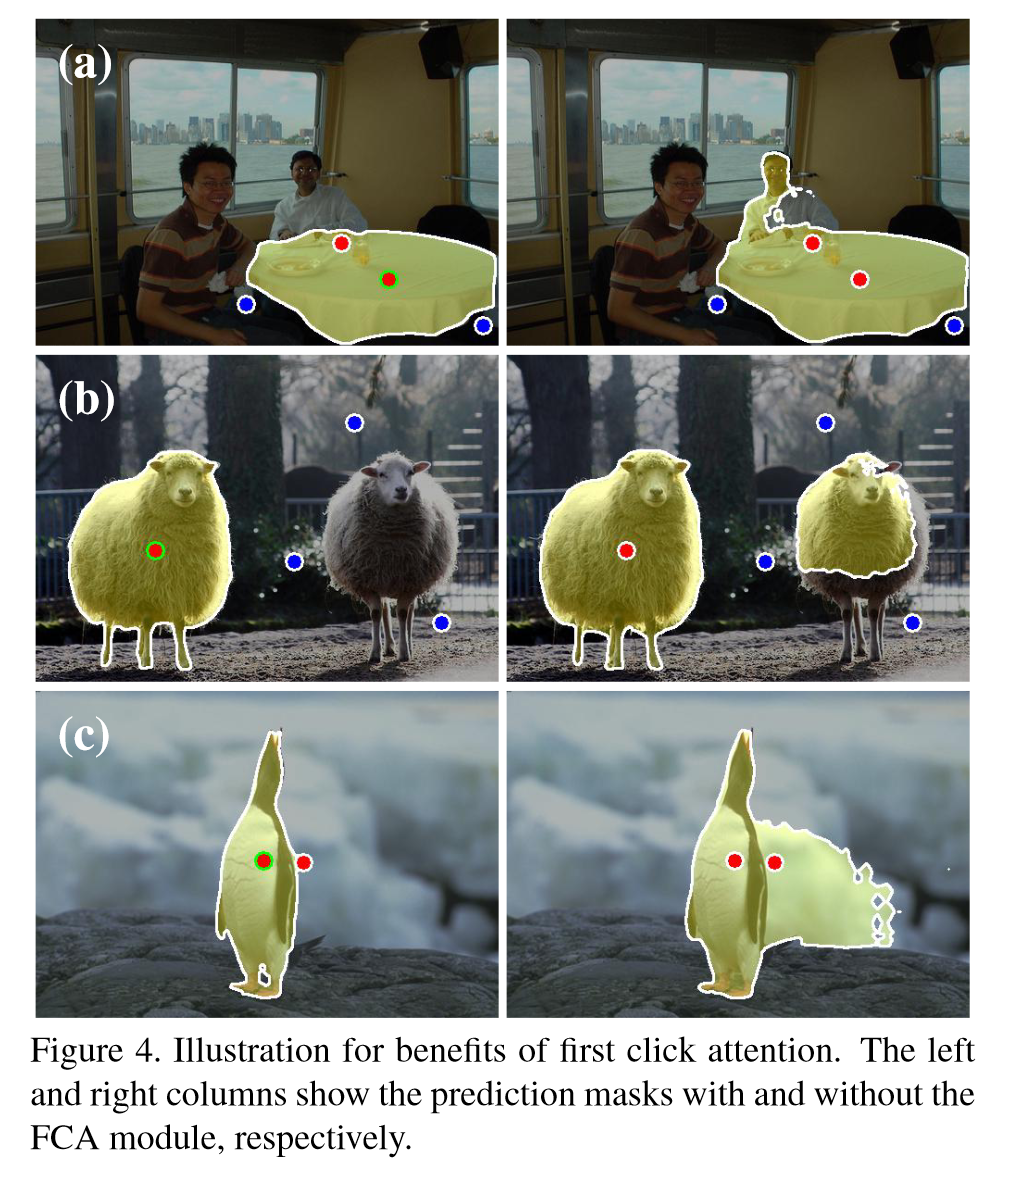 (a)
(b)
(c)
Figure 4. Illustration for benefits of first click attention. The left
and right columns show the prediction masks with and without the
FCA module, respectively.